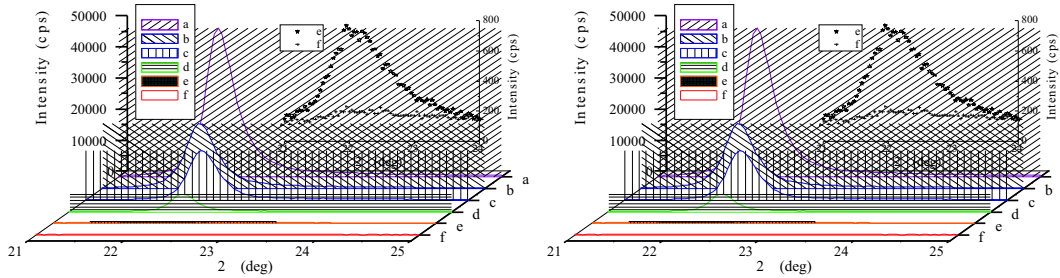 50000
40000
30000
20000
10000
0
Intensity (cps)
a
b
c
d
e
f
e
f
800
600
400
200
0
Intensity (cps)
(deg)
a
b
c
d
e
f
21
22
23
24
25
2 (deg)
50000
40000
30000
20000
10000
0
Intensity (cps)
a
b
c
d
e
f
e
f
800
600
400
200
0
Intensity (cps)
(deg)
a
b
c
d
e
f
21
22
23
24
25
2 (deg)